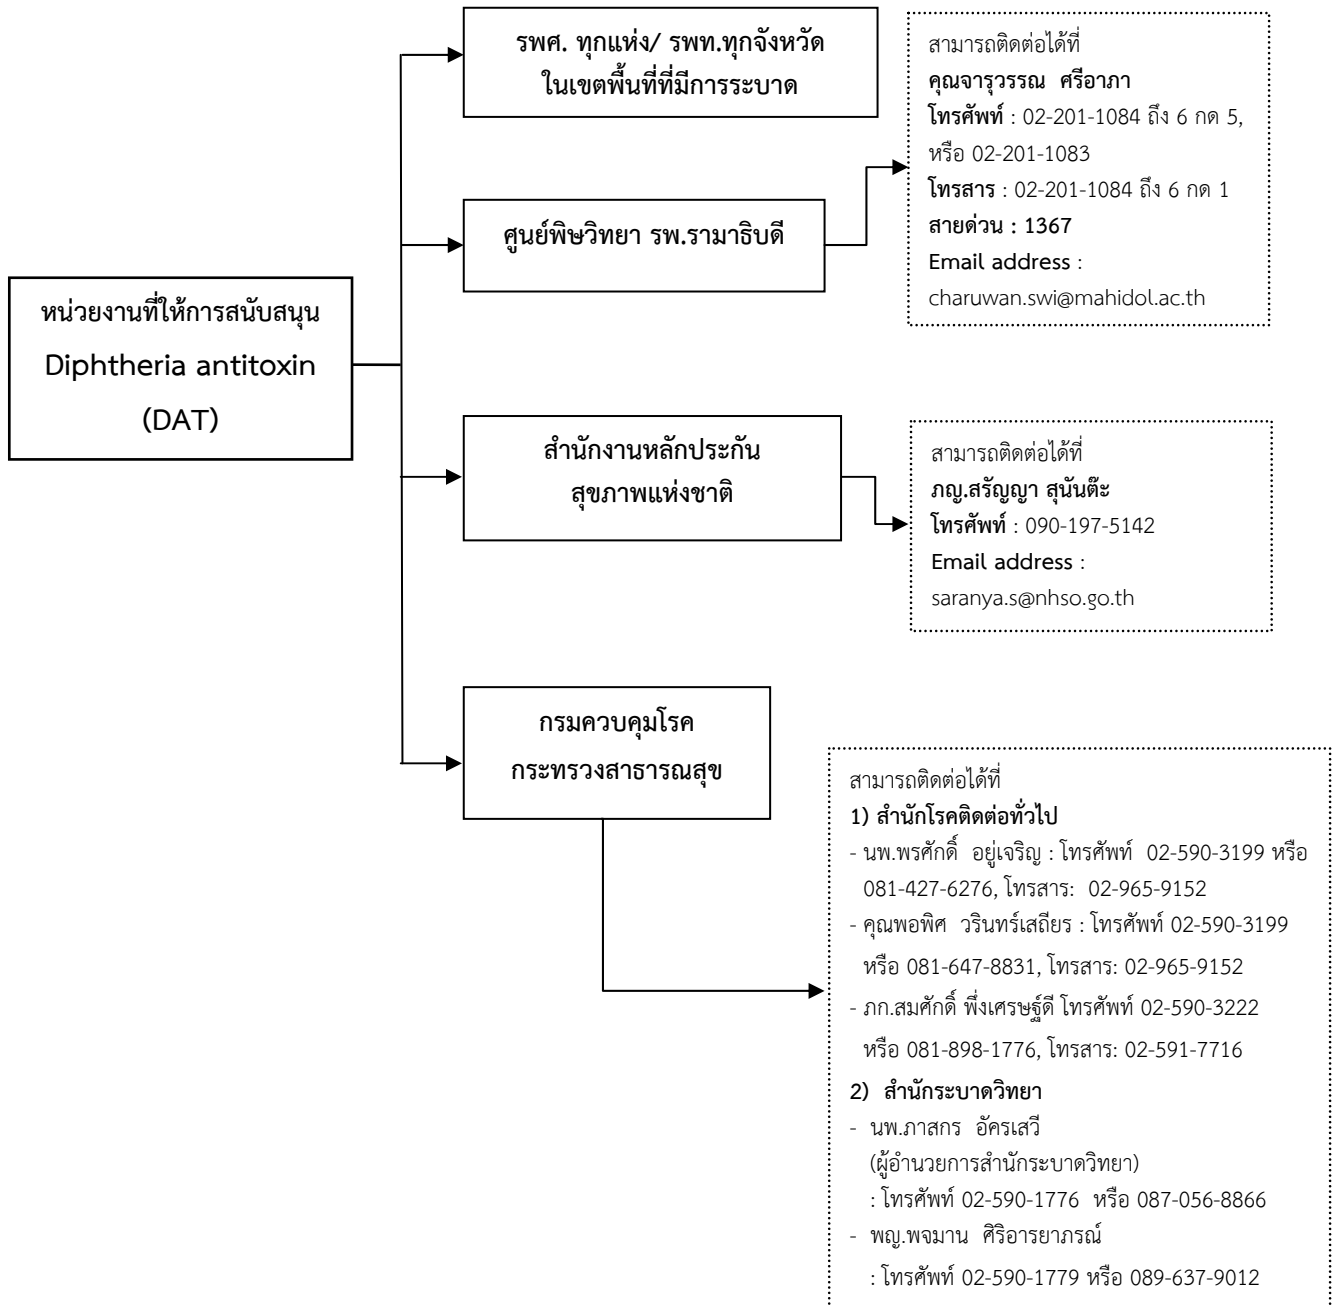 หน่วยงานที่ให้การสนับสนุน
Diphtheria antitoxin
(DAT)
รพศ. ทุกแห่ง/ รพท.ทุกจังหวัด
ในเขตพื้นที่ที่มีการระบาด
ศูนย์พิษวิทยา รพ.รามาธิบดี
สามารถติดต่อได้ที่
คุณจารุวรรณ ศรีอาภา
โทรศัพท์ : 02-201-1084 ถึง 6 กด 5,
หรือ 02-201-1083
โทรสาร : 02-201-1084 ถึง 6 กด 1
สายด่วน : 1367
Email address :
charuwan.swi@mahidol.ac.th
สำนักงานหลักประกัน
สุขภาพแห่งชาติ
สามารถติดต่อได้ที่
ภญ.สรัญญา สุนันต๊ะ
โทรศัพท์ : 090-197-5142
Email address :
saranya.s@nhso.go.th
กรมควบคุมโรค
กระทรวงสาธารณสุข
สามารถติดต่อได้ที่
1) สำนักโรคติดต่อทั่วไป
- นพ.พรศักดิ์ อยู่เจริญ : โทรศัพท์ 02-590-3199 หรือ
081-427-6276, โทรสาร: 02-965-9152
- คุณพอพิศ วรินทร์เสถียร : โทรศัพท์ 02-590-3199
หรือ 081-647-8831, โทรสาร: 02-965-9152
- ภก.สมศักดิ์ พึ่งเศรษฐ์ดี โทรศัพท์ 02-590-3222
หรือ 081-898-1776, โทรสาร: 02-591-7716
2) สำนักระบาดวิทยา
- นพ.ภาสกร อัครเสวี
(ผู้อำนวยการสำนักระบาดวิทยา)
: โทรศัพท์ 02-590-1776 หรือ 087-056-8866
- พญ.พจมาน ศิริอารยาภรณ์
: โทรศัพท์ 02-590-1779 หรือ 089-637-9012